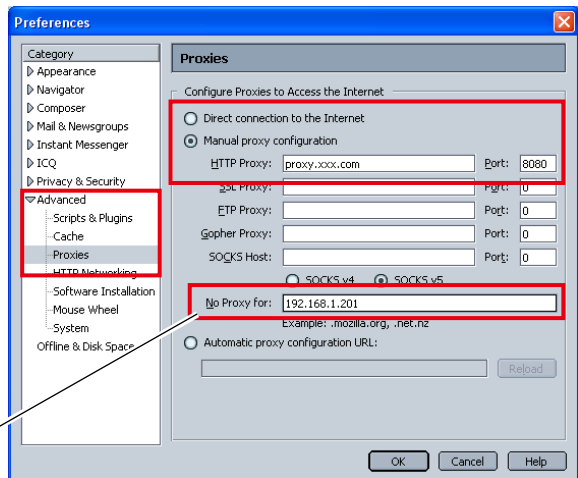 Preferences
Category
Appearance
Navigator
Composer
Mail & Newsgroups
Instant Messenger
ICQ
Privacy & Security
Advanced
Scripts & Plugins
Cache
Proxies
HTTP Networking
Software Installation
Mouse Wheel
System
Offline & Disk Space
Proxies
Configure Proxies to Access the Internet
Direct connection to the Internet
Manual proxy configuration
HTTP Proxy: proxy.xxx.com Port: 8080
SSL Proxy: Port: 0
FTP Proxy: Port: 0
Gopher Proxy: Port: 0
SOCKS Host: Port: 0
SOCKS v4 SOCKS v5
No Proxy for: 192.168.1.201
Example: .mozilla.org, .net.nz
Automatic proxy configuration URL:
Reload
OK Cancel Help